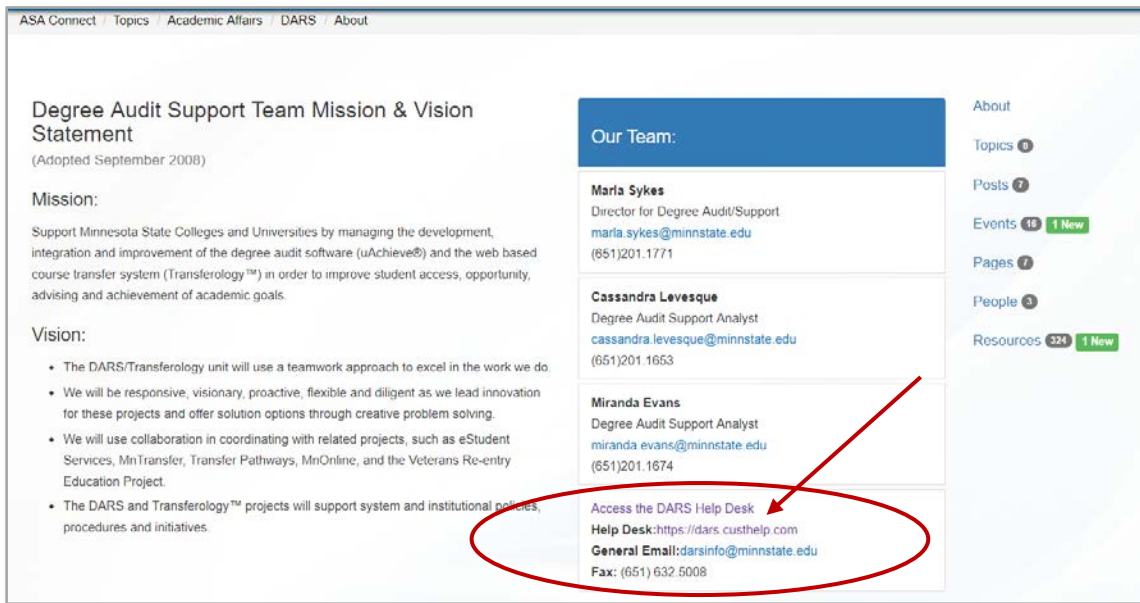 ASA Connect / Topics / Academic Affairs / DARS / About
Degree Audit Support Team Mission & Vision
Statement
(Adopted September 2008)
Mission:
Support Minnesota State Colleges and Universities by managing the development,
integration and improvement of the degree audit software (uAchieve®) and the web based
course transfer system (Transferology™) in order to improve student access, opportunity,
advising and achievement of academic goals.
Vision:
• The DARS/Transferology unit will use a teamwork approach to excel in the work we do.
• We will be responsive, visionary, proactive, flexible and diligent as we lead innovation
for these projects and offer solution options through creative problem solving.
• We will use collaboration in coordinating with related projects, such as eStudent
Services, MnTransfer, Transfer Pathways, MnOnline, and the Veterans Re-entry
Education Project.
• The DARS and Transferology™ projects will support system and institutional policies,
procedures and initiatives.
Our Team:
Marla Sykes
Director for Degree Audit/Support
marla.sykes@minnstate.edu
(651)201.1771
Cassandra Levesque
Degree Audit Support Analyst
cassandra.levesque@minnstate.edu
(651)201.1653
Miranda Evans
Degree Audit Support Analyst
miranda.evans@minnstate.edu
(651)201.1674
Access the DARS Help Desk
Help Desk:https://dars.custhelp.com
General Email:darsinfo@minnstate.edu
Fax: (651) 632.5008
About
Topics 0
Posts 7
Events 16 1 New
Pages 7
People 3
Resources 324 1 New